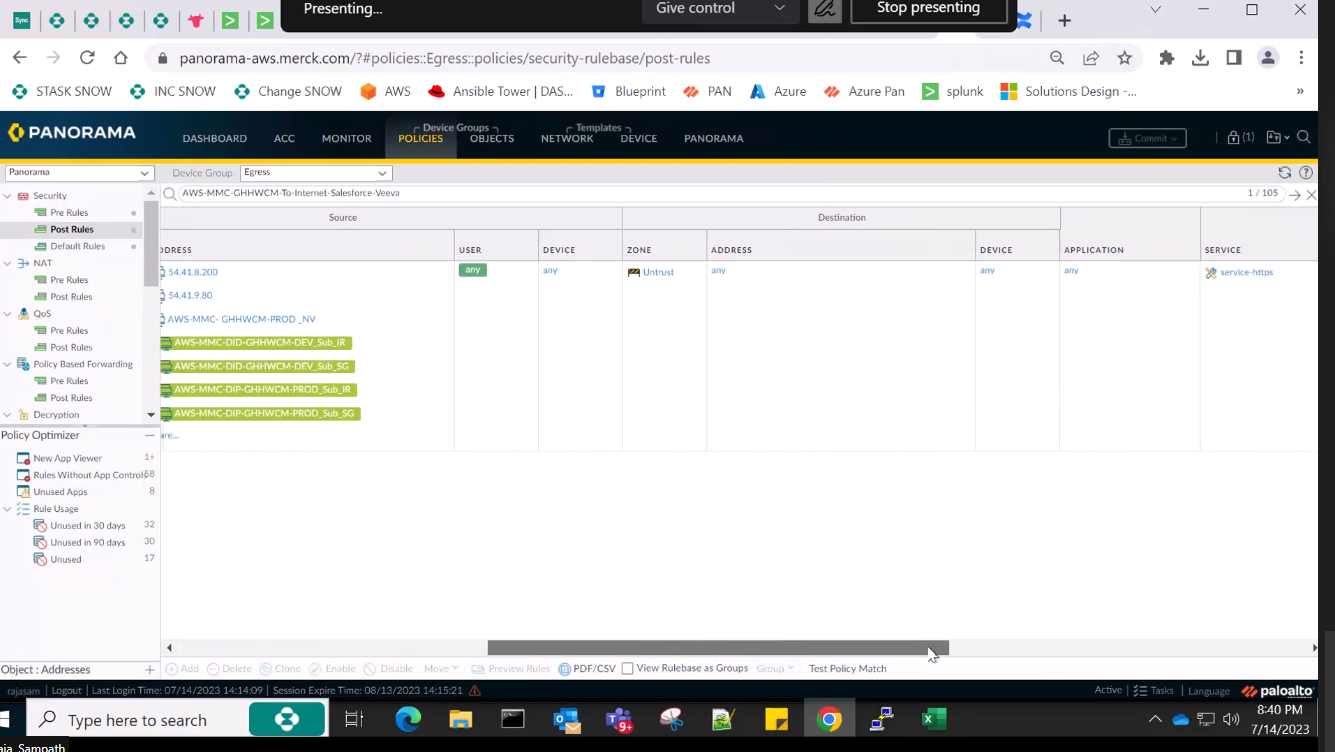 Presenting...
Give control
Stop presenting
Sync
panorama-aws.merck.com/?#policies::Egress::policies/security-rulebase/post-rules
STASK SNOW
INC SNOW
Change SNOW
AWS
Ansible Tower | DAS...
Blueprint
PAN
Azure
Azure Pan
splunk
Solutions Design -...
»
PANORAMA
DASHBOARD
ACC
MONITOR
Device Groups
POLICIES
OBJECTS
Templates
NETWORK
DEVICE
PANORAMA
Commit
(1)
Panorama
Device Group
Egress
AWS-MMC-GHHWCM-To-Internet-Salesforce-Veeva
1 / 105
Security
Pre Rules
Post Rules
Default Rules
NAT
Pre Rules
Post Rules
QoS
Pre Rules
Post Rules
Policy Based Forwarding
Pre Rules
Post Rules
Decryption
Policy Optimizer
New App Viewer 1+
Rules Without App Controls 58
Unused Apps 8
Rule Usage
Unused in 30 days 32
Unused in 90 days 30
Unused 17
Object : Addresses
Source
Destination
DDRESS
USER
DEVICE
ZONE
ADDRESS
DEVICE
APPLICATION
SERVICE
54.41.8.200
any
any
Untrust
any
any
any
service-https
54.41.9.80
AWS-MMC- GHHWCM-PROD _NV
AWS-MMC-DID-GHHWCM-DEV_Sub_IR
AWS-MMC-DID-GHHWCM-DEV_Sub_SG
AWS-MMC-DIP-GHHWCM-PROD_Sub_IR
AWS-MMC-DIP-GHHWCM-PROD_Sub_SG
Add
Delete
Clone
Enable
Disable
Move
Preview Rules
PDF/CSV
View Rulebase as Groups
Group
Test Policy Match
rajasam
Logout
Last Login Time: 07/14/2023 14:14:09
Session Expire Time: 08/13/2023 14:15:21
Active
Tasks
Language
paloalto
Type here to search
9+
8:40 PM
7/14/2023
aja_Sampath